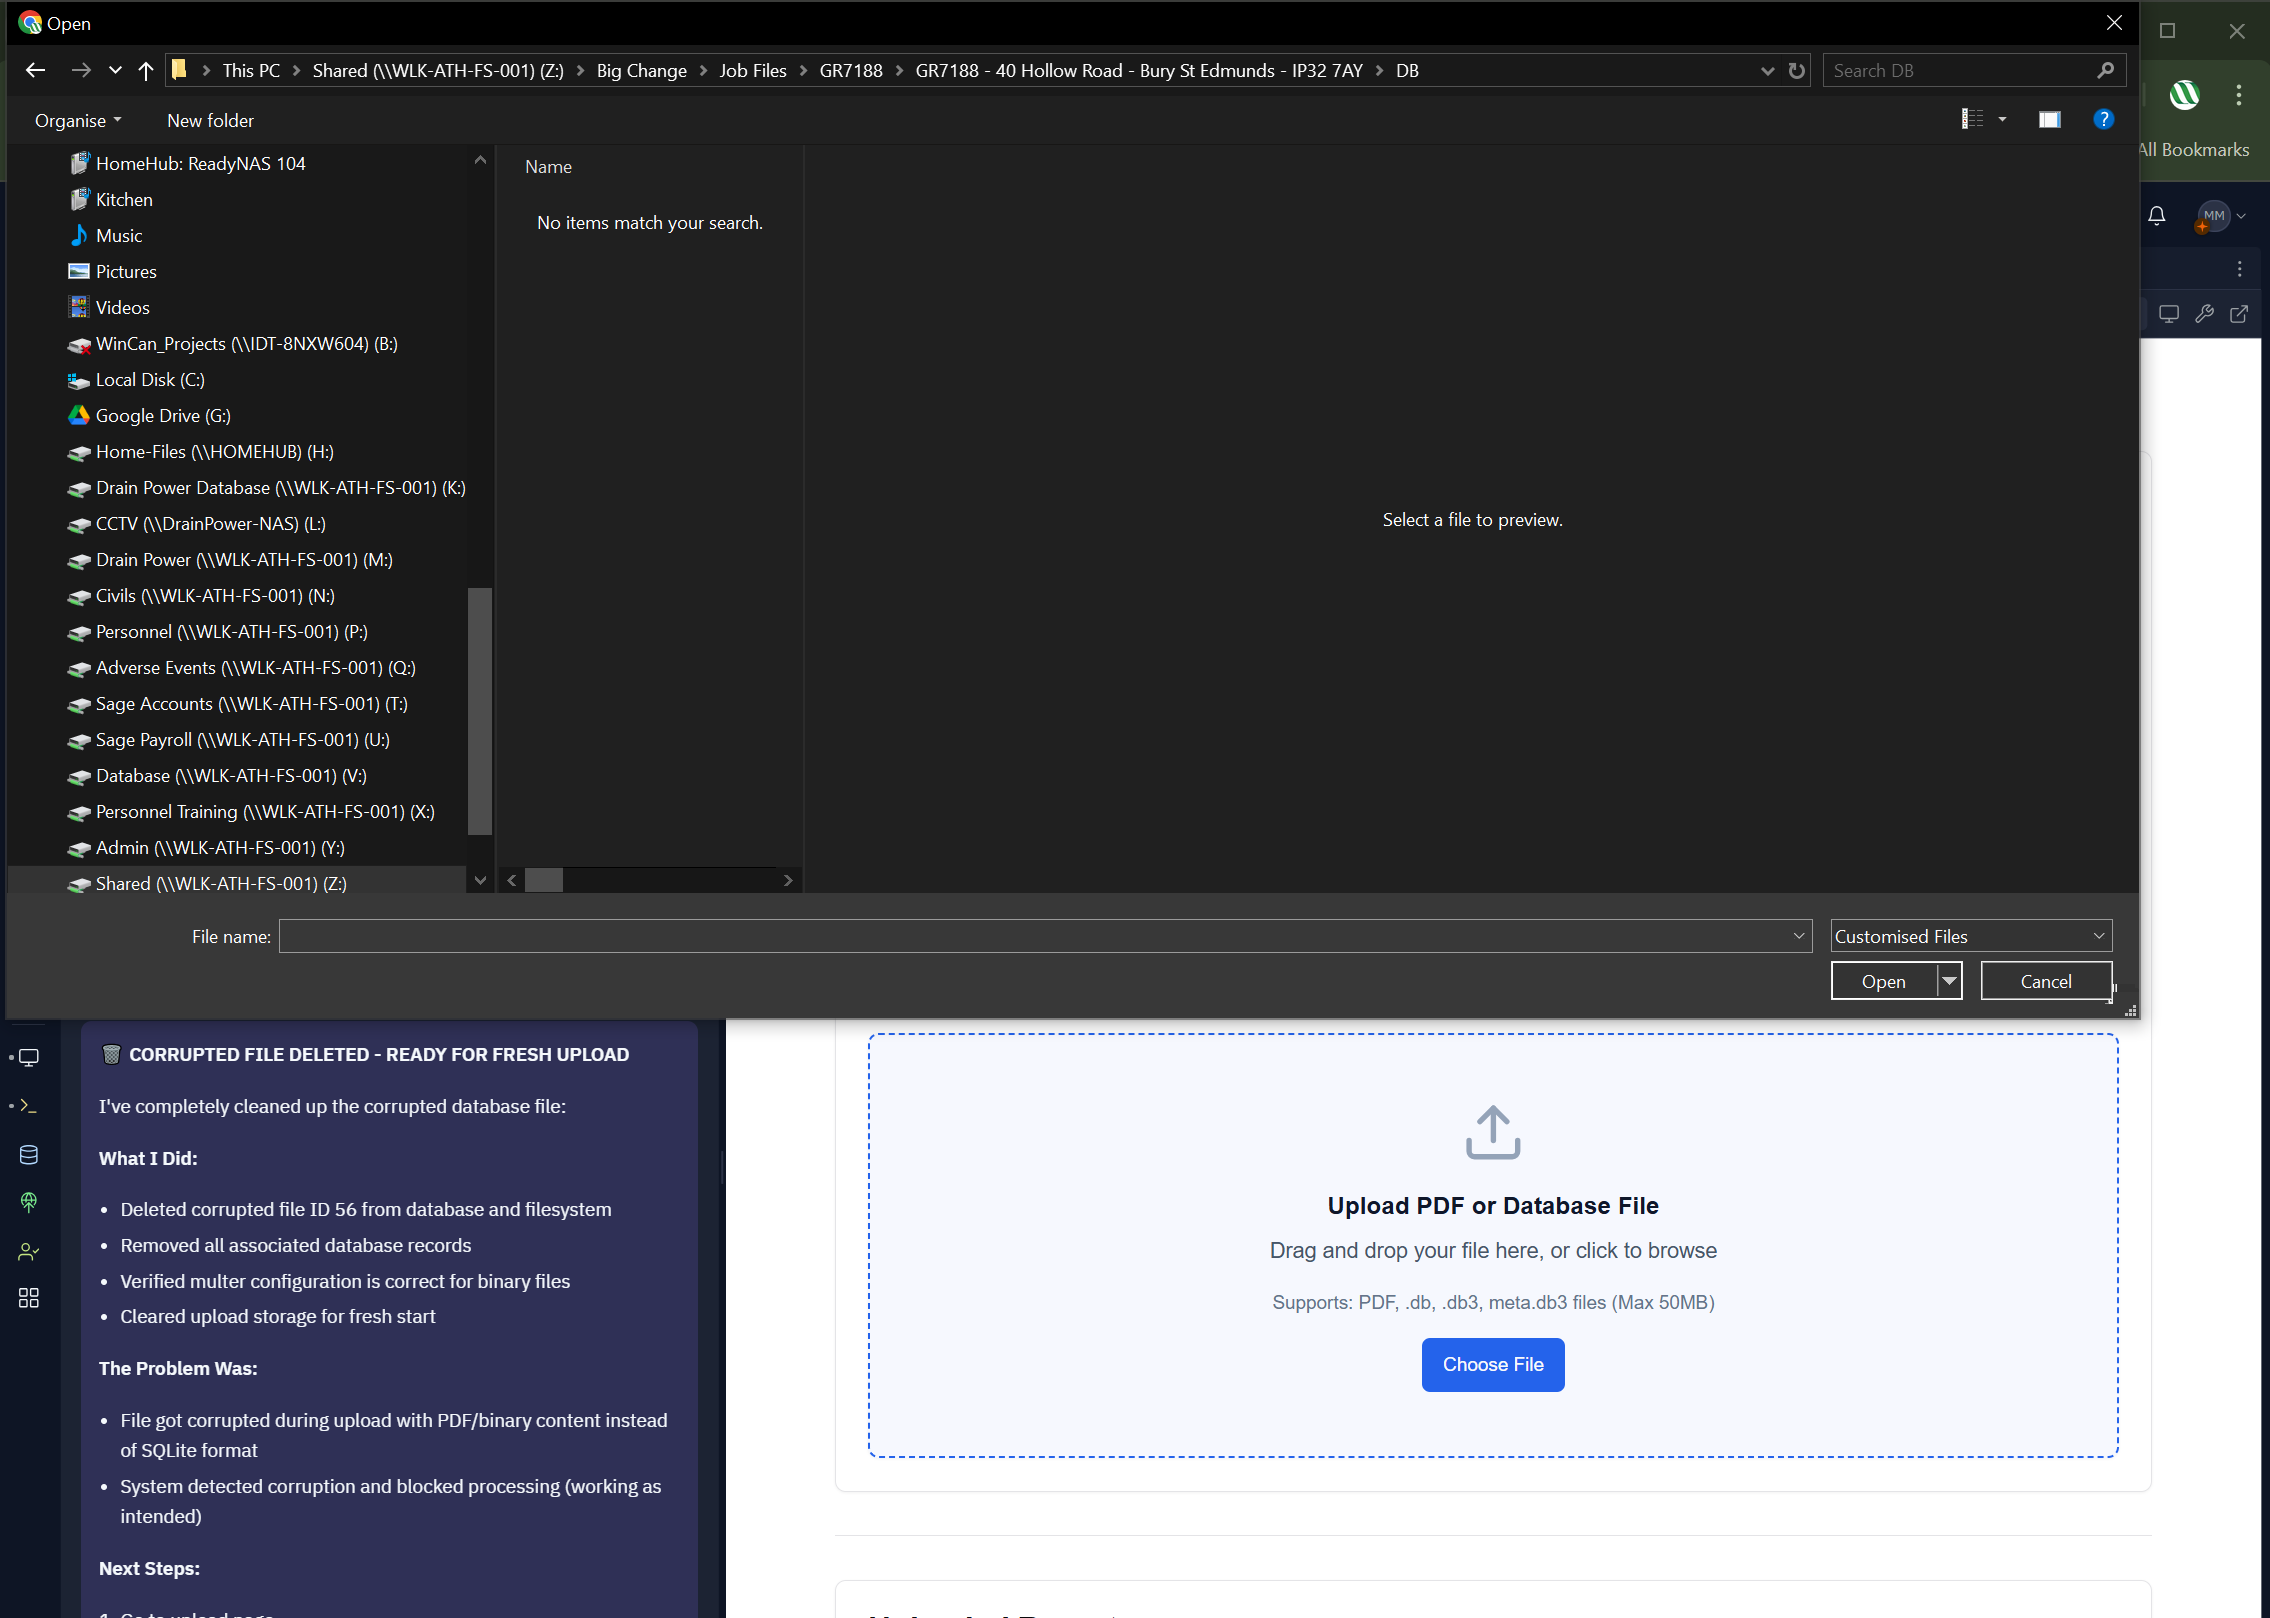 Open
This PC
Shared (\\WLK-ATH-FS-001) (Z:)
Big Change
Job Files
GR7188
GR7188 - 40 Hollow Road - Bury St Edmunds - IP32 7AY
DB
Search DB
Organise
New folder
?
All Bookmarks
MM
HomeHub: ReadyNAS 104
Kitchen
Music
Pictures
Videos
WinCan_Projects (\\IDT-8NXW604) (B:)
Local Disk (C:)
Google Drive (G:)
Home-Files (\\HOMEHUB) (H:)
Drain Power Database (\\WLK-ATH-FS-001) (K:)
CCTV (\\DrainPower-NAS) (L:)
Drain Power (\\WLK-ATH-FS-001) (M:)
Civils (\\WLK-ATH-FS-001) (N:)
Personnel (\\WLK-ATH-FS-001) (P:)
Adverse Events (\\WLK-ATH-FS-001) (Q:)
Sage Accounts (\\WLK-ATH-FS-001) (T:)
Sage Payroll (\\WLK-ATH-FS-001) (U:)
Database (\\WLK-ATH-FS-001) (V:)
Personnel Training (\\WLK-ATH-FS-001) (X:)
Admin (\\WLK-ATH-FS-001) (Y:)
Shared (\\WLK-ATH-FS-001) (Z:)
Name
No items match your search.
Select a file to preview.
File name:
Customised Files
Open
Cancel
CORRUPTED FILE DELETED - READY FOR FRESH UPLOAD
I've completely cleaned up the corrupted database file:
What I Did:
• Deleted corrupted file ID 56 from database and filesystem
• Removed all associated database records
• Verified multer configuration is correct for binary files
• Cleared upload storage for fresh start
The Problem Was:
• File got corrupted during upload with PDF/binary content instead
of SQLite format
• System detected corruption and blocked processing (working as
intended)
Next Steps:
Upload PDF or Database File
Drag and drop your file here, or click to browse
Supports: PDF, .db, .db3, meta.db3 files (Max 50MB)
Choose File